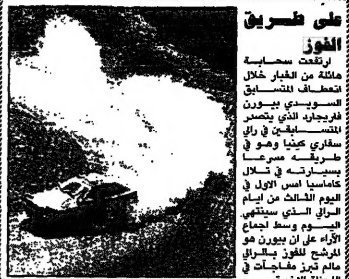 على طريق
الفوز
ارتفعت سحابة
هائلة من الغبار خلال
انعطاف المتسابق
السويدي بيورن
فاريجارد الذي يتصدر
المتسابقين في رالي
سفاري كينيا وهو في
طريقه مسرعا
بسيارته في تلال
كاماسيا امس الاول في
اليوم الثالث من ايام
الرالي الذي سينتهي
اليوم وسط اجماع
الآراء على ان بيورن هو
المرشح للفوز بالرالي
مالم تبرز مفاجآت في